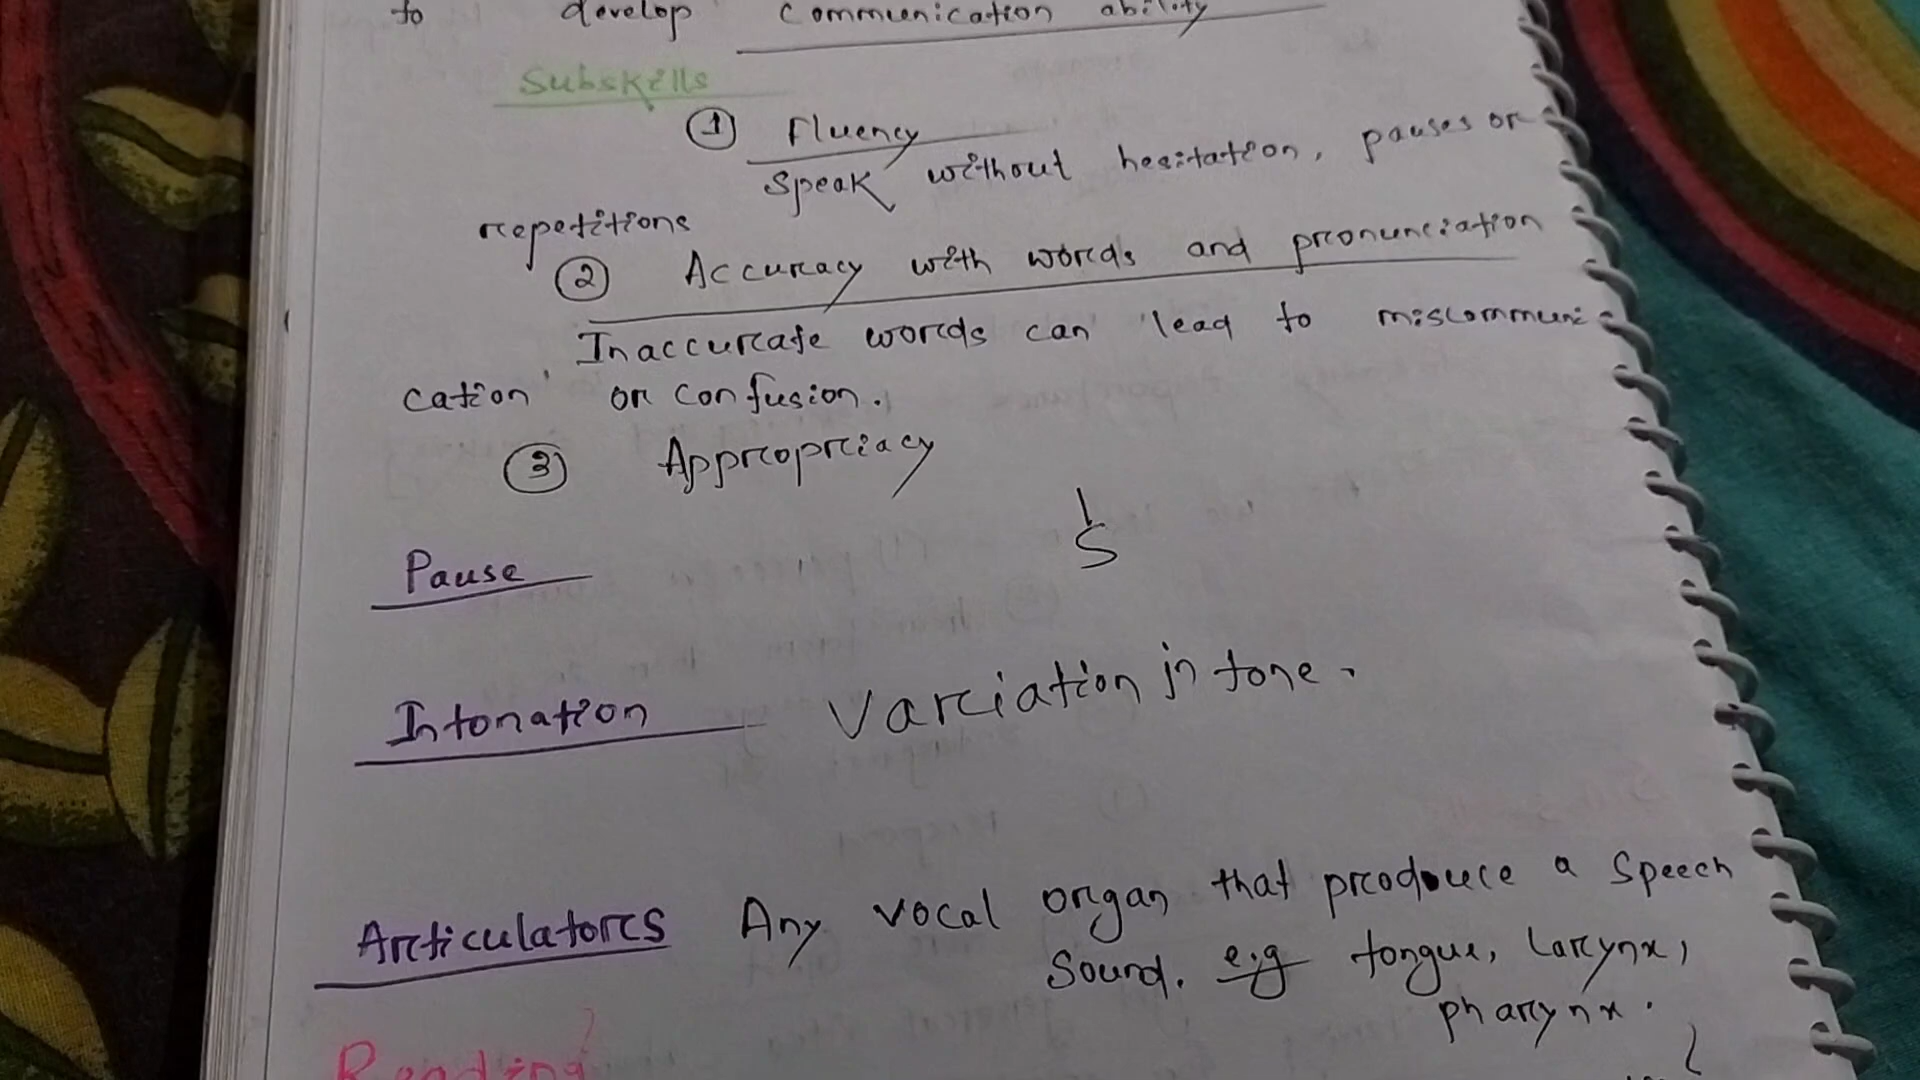 to develop communication ability
Subskills
① Fluency
Speak without hesitation, pauses or
repetitions
② Accuracy with words and pronunciation
Inaccurate words can lead to miscommuni-
cation or confusion.
③ Appropriacy
Pause
Intonation Variation in tone.
Articulators Any vocal organ that produce a speech
sound. e.g tongue, larynx,
pharynx.
Reading